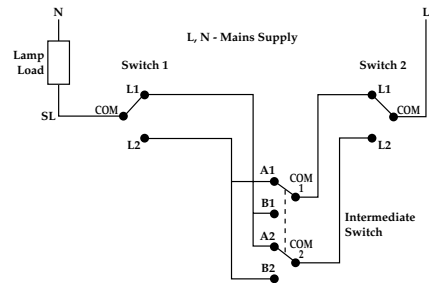 N
L
L, N - Mains Supply
Lamp
Load
Switch 1
Switch 2
L1
L1
SL
COM
COM
L2
L2
A1
COM
1
B1
Intermediate
Switch
A2
COM
2
B2